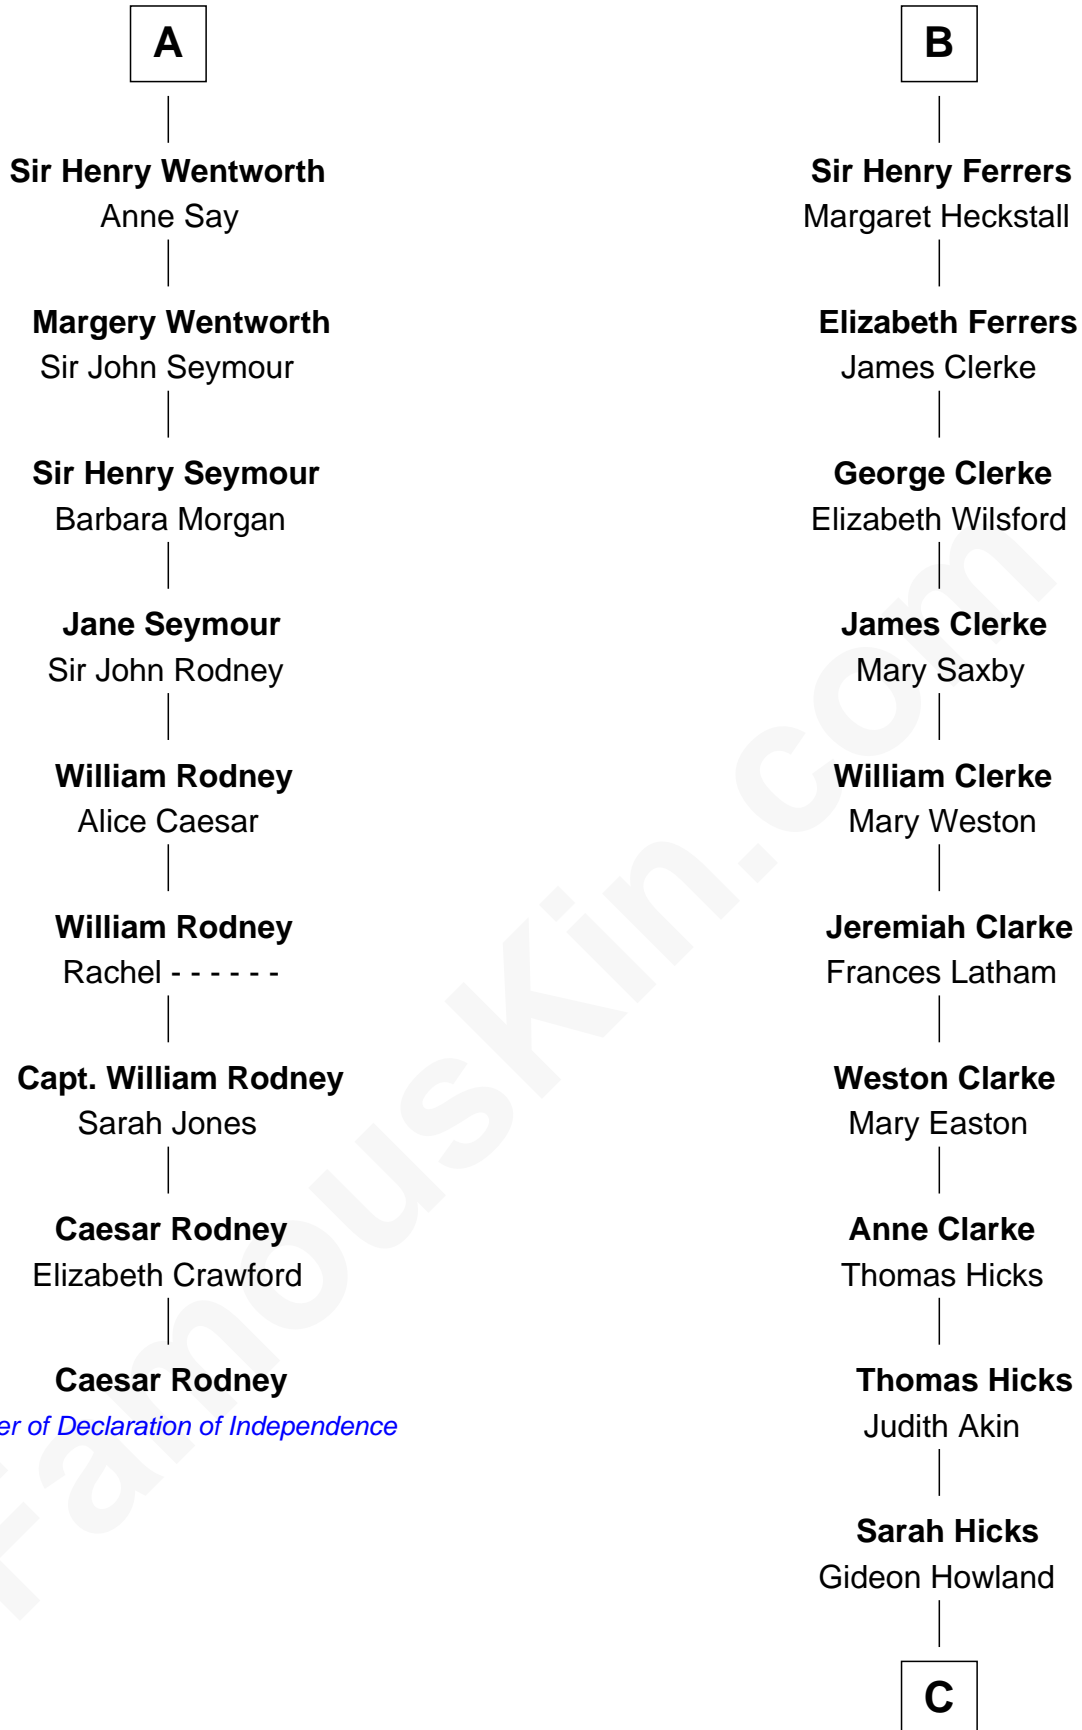 A
Sir Henry Wentworth
Anne Say
Margery Wentworth
Sir John Seymour
Sir Henry Seymour
Barbara Morgan
Jane Seymour
Sir John Rodney
William Rodney
Alice Caesar
William Rodney
Rachel - - - - - -
Capt. William Rodney
Sarah Jones
Caesar Rodney
Elizabeth Crawford
Caesar Rodney
er of Declaration of Independence
B
Sir Henry Ferrers
Margaret Heckstall
Elizabeth Ferrers
James Clerke
George Clerke
Elizabeth Wilsford
James Clerke
Mary Saxby
William Clerke
Mary Weston
Jeremiah Clarke
Frances Latham
Weston Clarke
Mary Easton
Anne Clarke
Thomas Hicks
Thomas Hicks
Judith Akin
Sarah Hicks
Gideon Howland
C
FamousKin.com